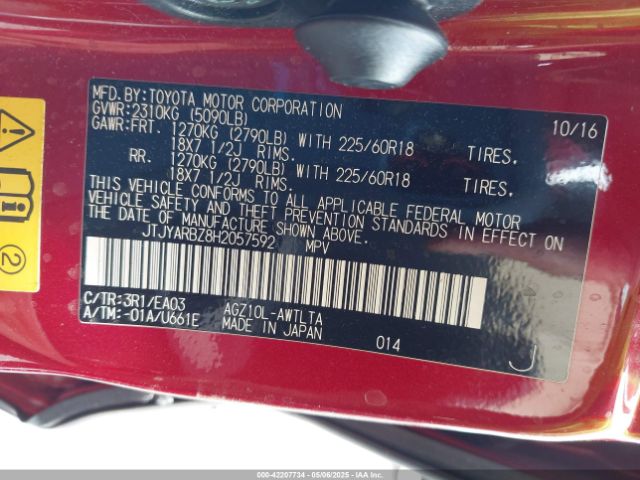 MFD. BY: TOYOTA MOTOR CORPORATION 10/16
GVWR: 2310KG (5090LB)
GAWR: FRT. 1270KG (2790LB) WITH 225/60R18 TIRES,
18X7 1/2J RIMS.
RR. 1270KG (2790LB) WITH 225/60R18 TIRES,
18X7 1/2J RIMS.
THIS VEHICLE CONFORMS TO ALL APPLICABLE FEDERAL MOTOR
VEHICLE SAFETY AND THEFT PREVENTION STANDARDS IN EFFECT ON
THE DATE OF MANUFACTURE SHOWN ABOVE.
JTJYARBZ8H2057592 MPV
C/TR: 3R1/EA03 AGZ10L-AWTLTA
A/TM: -01A/U661E MADE IN JAPAN 014 J
2
000-42207734 - 05/06/2025 - IAAI.COM